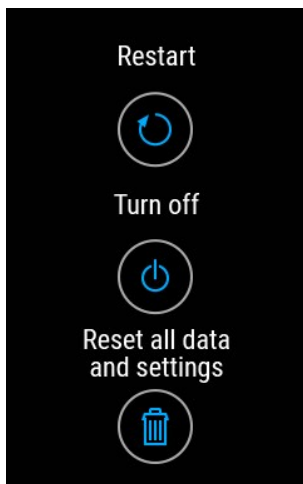 Restart
Turn off
Reset all data
and settings